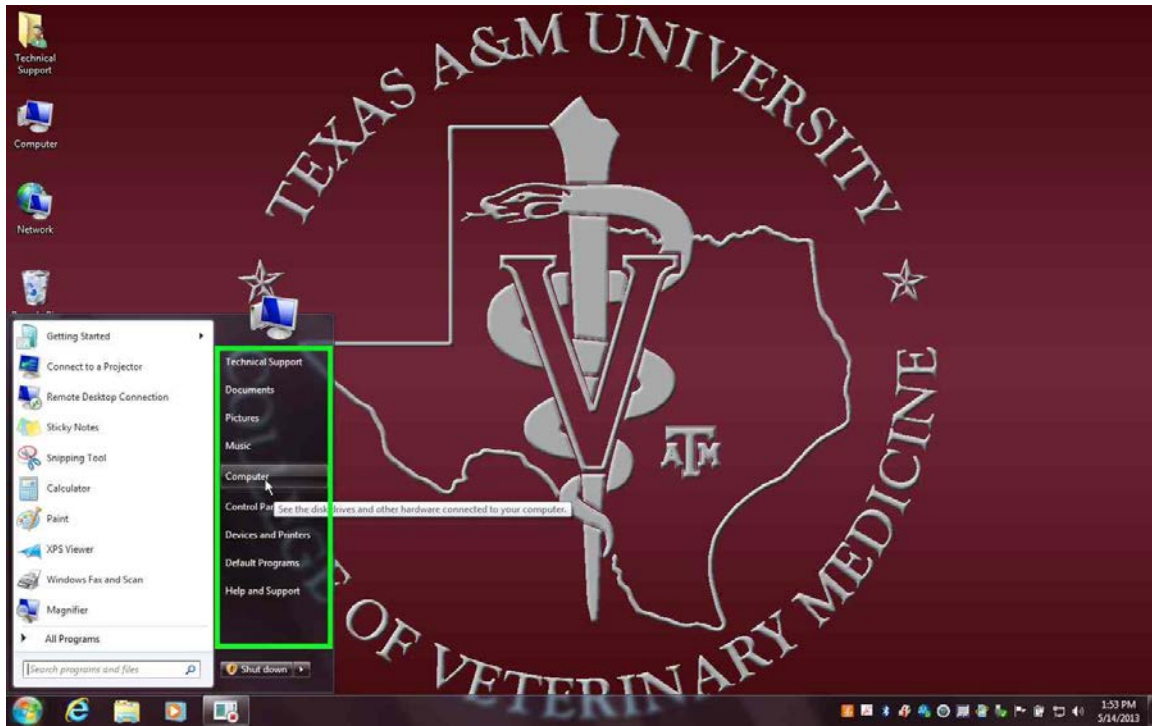 Technical
Support
Computer
Network
TEXAS A&M UNIVERSITY
OF VETERINARY MEDICINE
V
ATM
Getting Started
Connect to a Projector
Remote Desktop Connection
Sticky Notes
Snipping Tool
Calculator
Paint
XPS Viewer
Windows Fax and Scan
Magnifier
All Programs
Search programs and files
Technical Support
Documents
Pictures
Music
Computer
Control
See the disk drives and other hardware connected to your computer.
Devices and Printers
Default Programs
Help and Support
Shut down
1:53 PM
5/14/2013